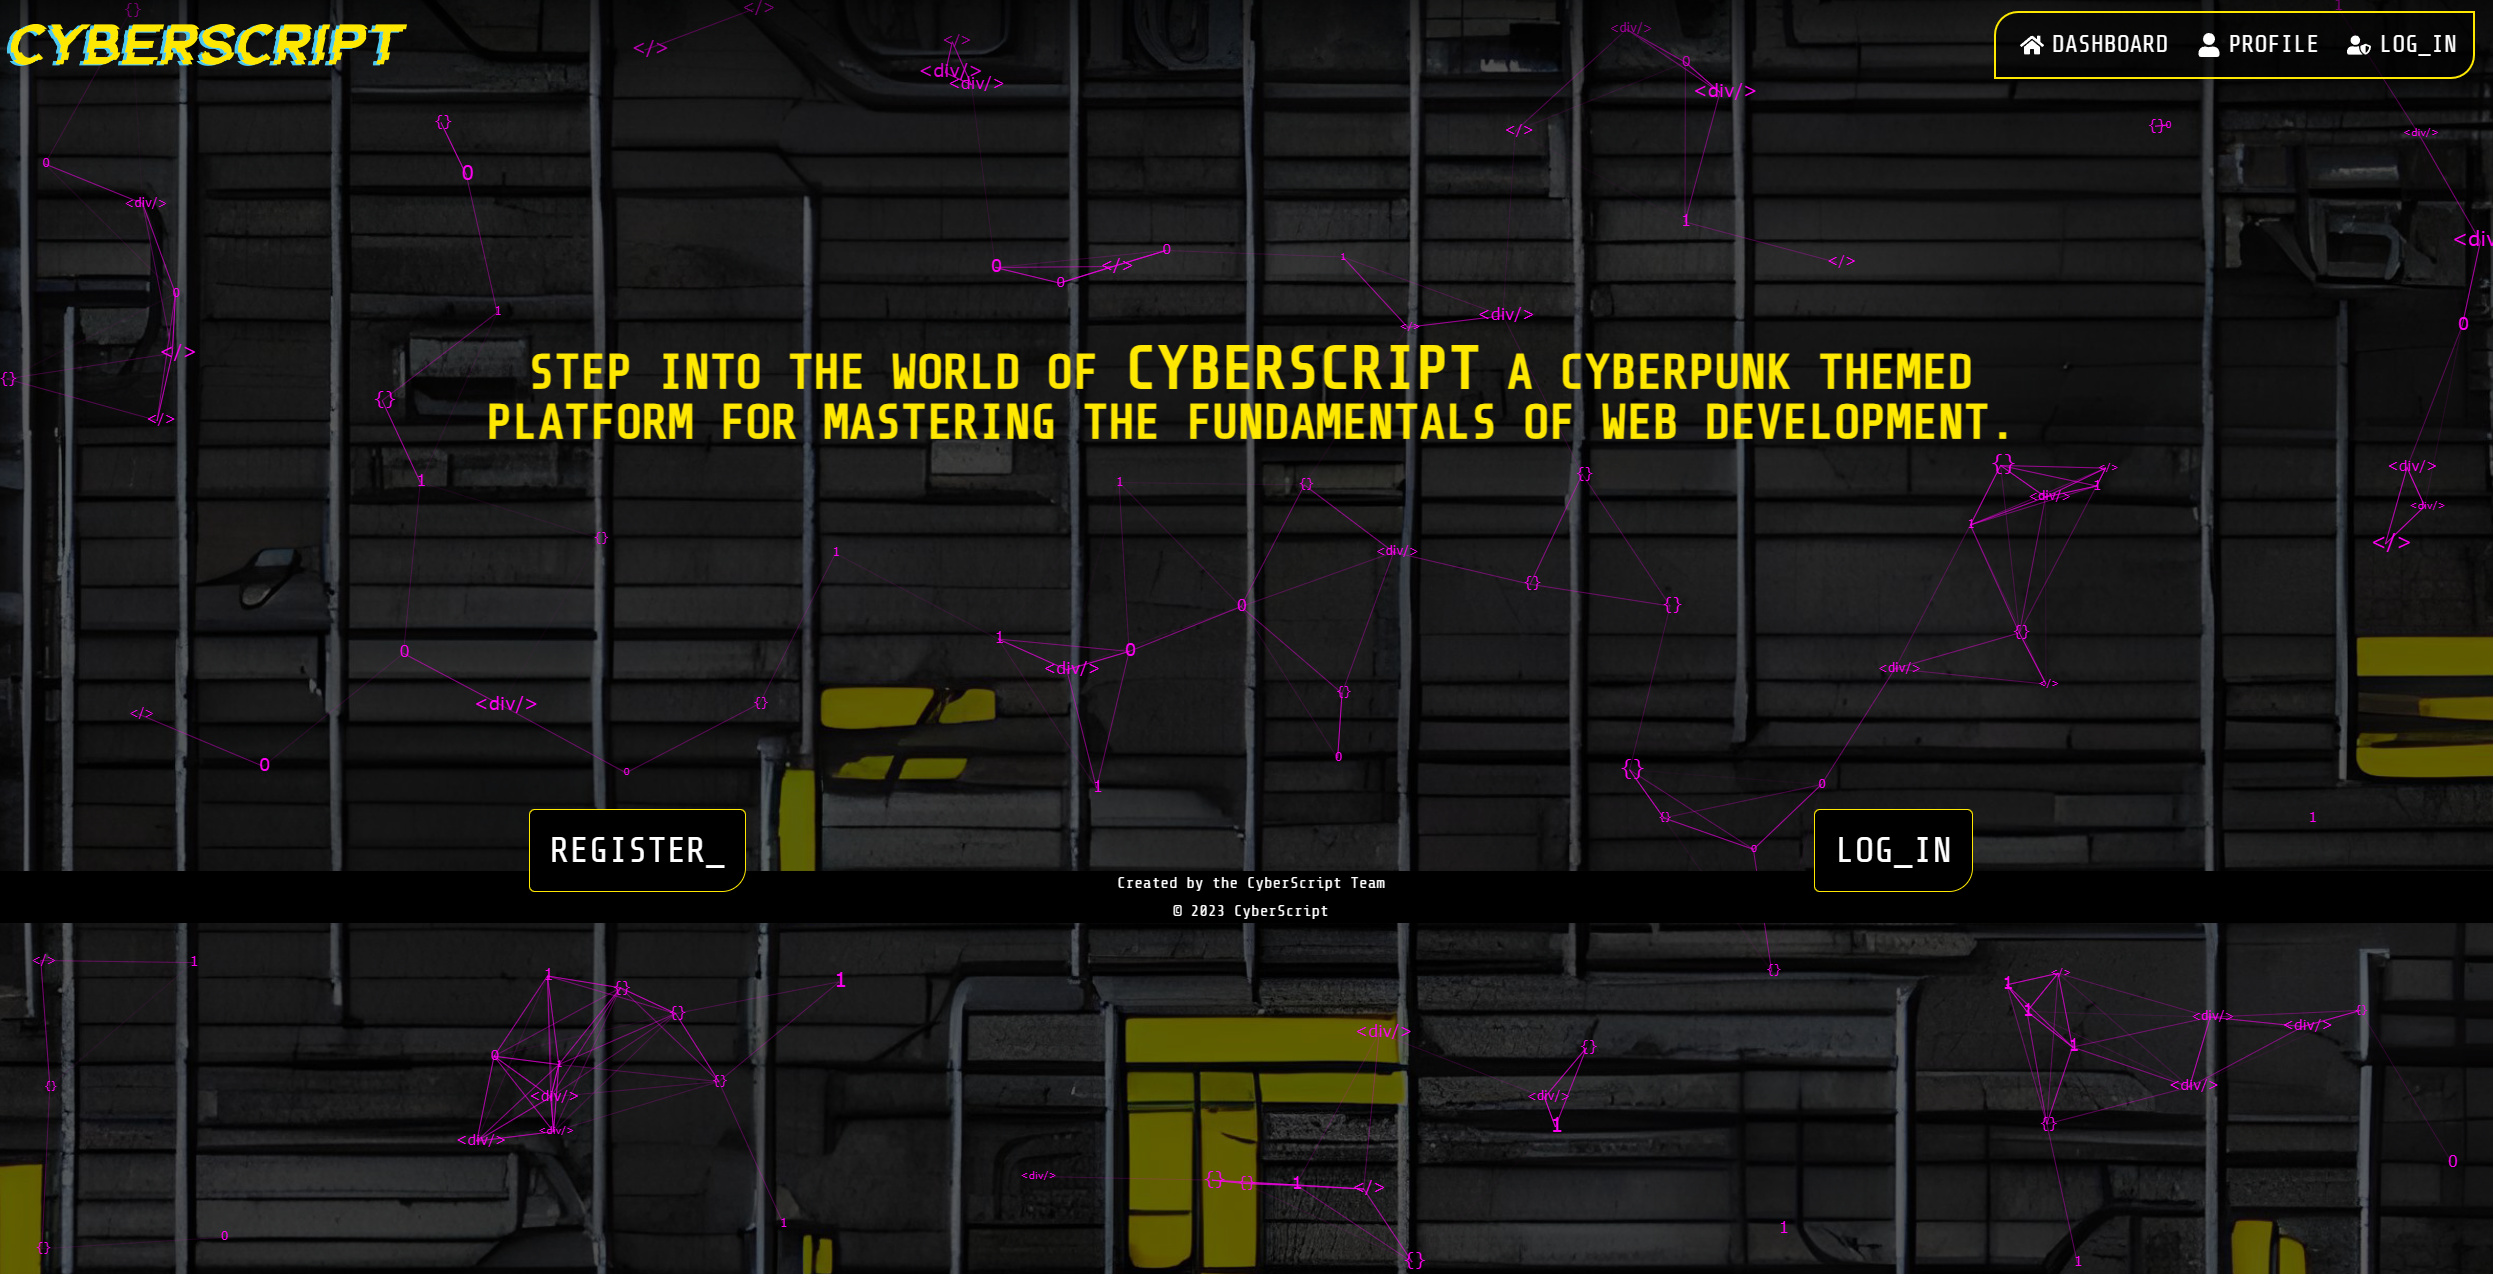 CYBERSCRIPT
DASHBOARD PROFILE LOG_IN
STEP INTO THE WORLD OF CYBERSCRIPT A CYBERPUNK THEMED
PLATFORM FOR MASTERING THE FUNDAMENTALS OF WEB DEVELOPMENT.
REGISTER_ LOG_IN
Created by the CyberScript Team
© 2023 CyberScript